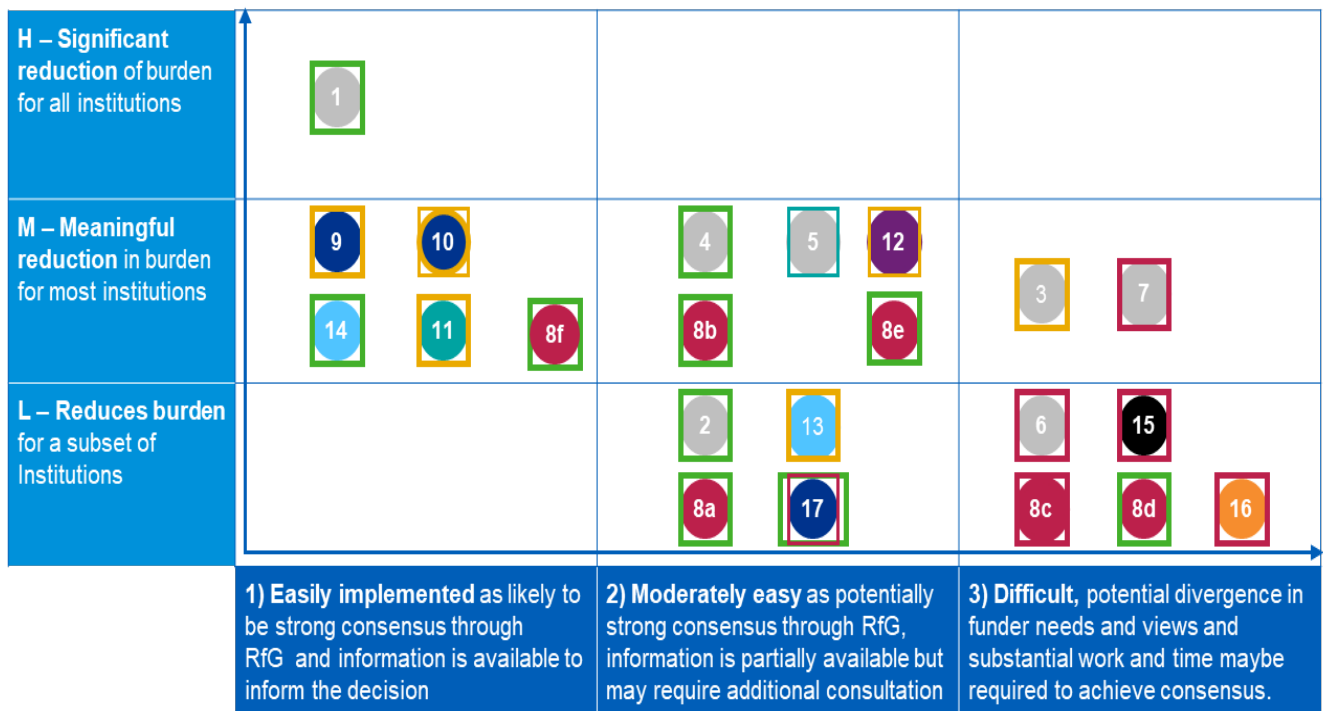 H – Significant
reduction of burden
for all institutions
1
M – Meaningful
reduction in burden
for most institutions
9
10
4
5
12
3
7
14
11
8f
8b
8e
L – Reduces burden
for a subset of
Institutions
2
13
6
15
8a
17
8c
8d
16
1) Easily implemented as likely to
be strong consensus through
RfG and information is available to
inform the decision
2) Moderately easy as potentially
strong consensus through RfG,
information is partially available but
may require additional consultation
3) Difficult, potential divergence in
funder needs and views and
substantial work and time maybe
required to achieve consensus.